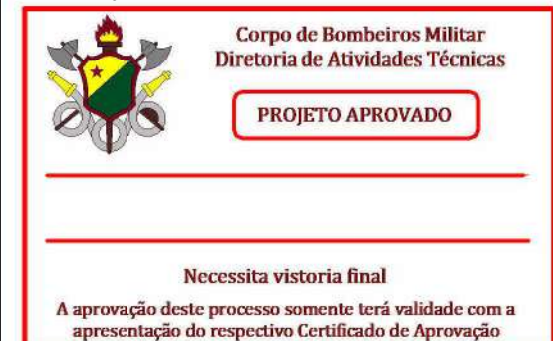 Corpo de Bombeiros Militar
Diretoria de Atividades Técnicas
PROJETO APROVADO
Necessita vistoria final
A aprovação deste processo somente terá validade com a
apresentação do respectivo Certificado de Aprovação